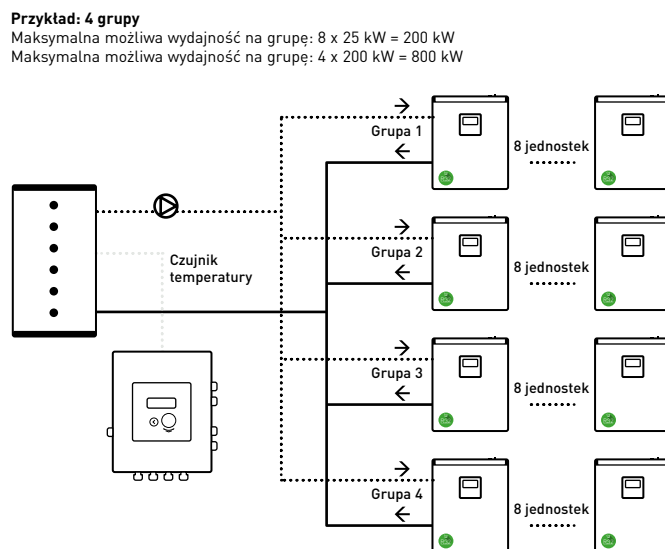 Przykład: 4 grupy
Maksymalna możliwa wydajność na grupę: 8 x 25 kW = 200 kW
Maksymalna możliwa wydajność na grupę: 4 x 200 kW = 800 kW
Grupa 1
8 jednostek
Grupa 2
8 jednostek
Czujnik
temperatury
Grupa 3
8 jednostek
Grupa 4
8 jednostek